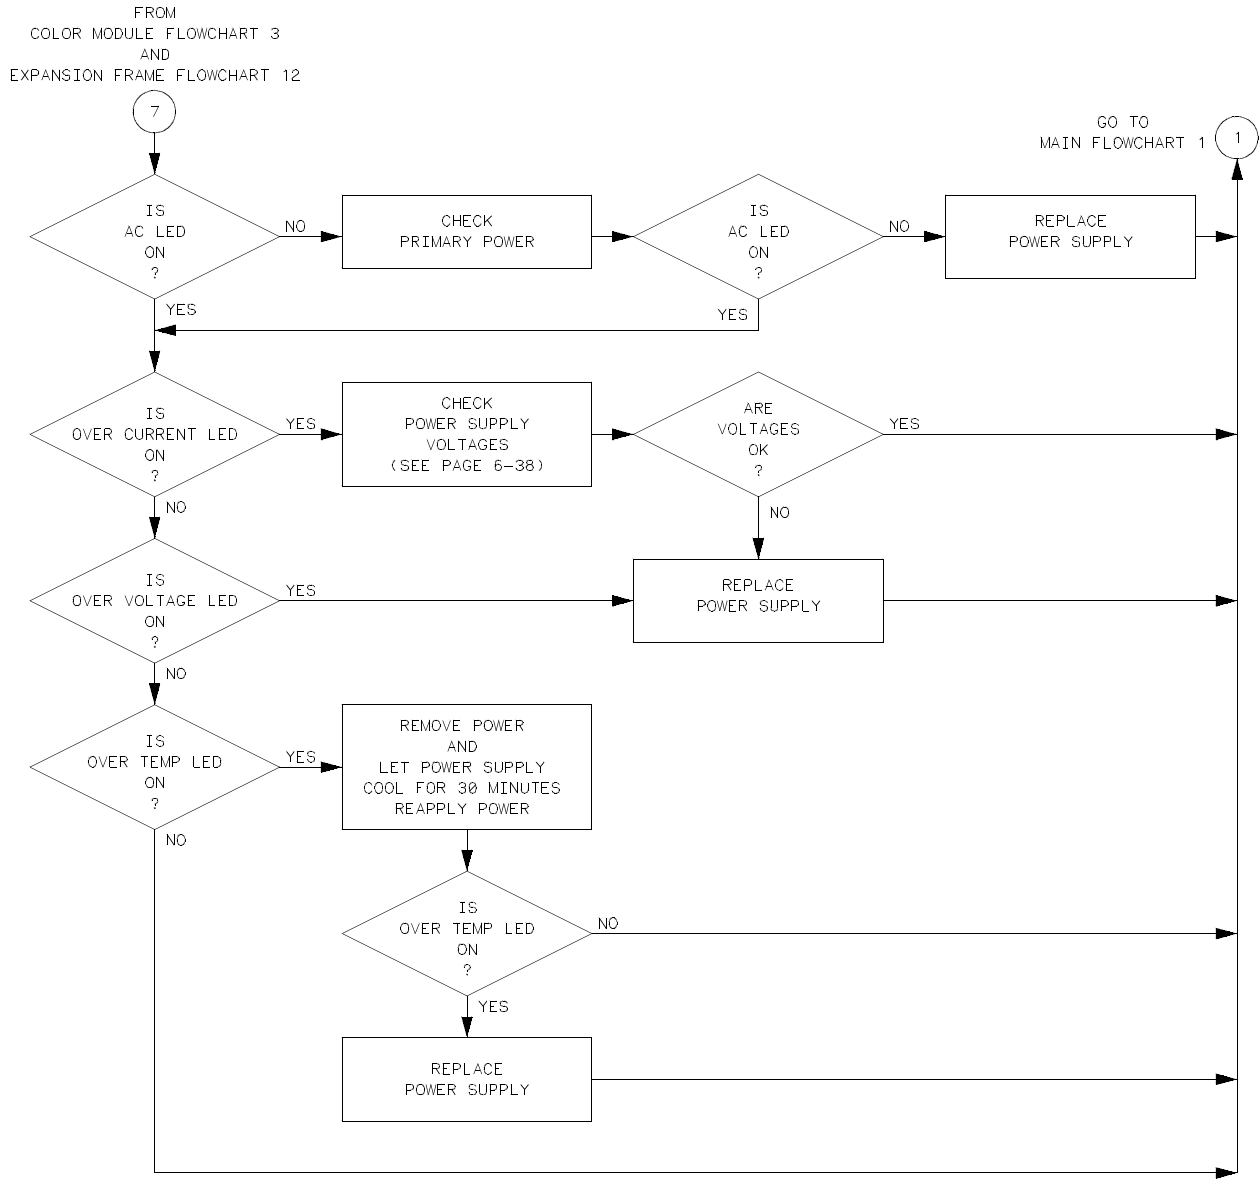 FROM
COLOR MODULE FLOWCHART 3
AND
EXPANSION FRAME FLOWCHART 12
7
GO TO
MAIN FLOWCHART 1
1
IS
AC LED
ON
?
NO
YES
CHECK
PRIMARY POWER
IS
AC LED
ON
?
NO
YES
REPLACE
POWER SUPPLY
IS
OVER CURRENT LED
ON
?
YES
NO
CHECK
POWER SUPPLY
VOLTAGES
(SEE PAGE 6-38)
ARE
VOLTAGES
OK
?
YES
NO
IS
OVER VOLTAGE LED
ON
?
YES
NO
REPLACE
POWER SUPPLY
IS
OVER TEMP LED
ON
?
YES
NO
REMOVE POWER
AND
LET POWER SUPPLY
COOL FOR 30 MINUTES
REAPPLY POWER
IS
OVER TEMP LED
ON
?
NO
YES
REPLACE
POWER SUPPLY